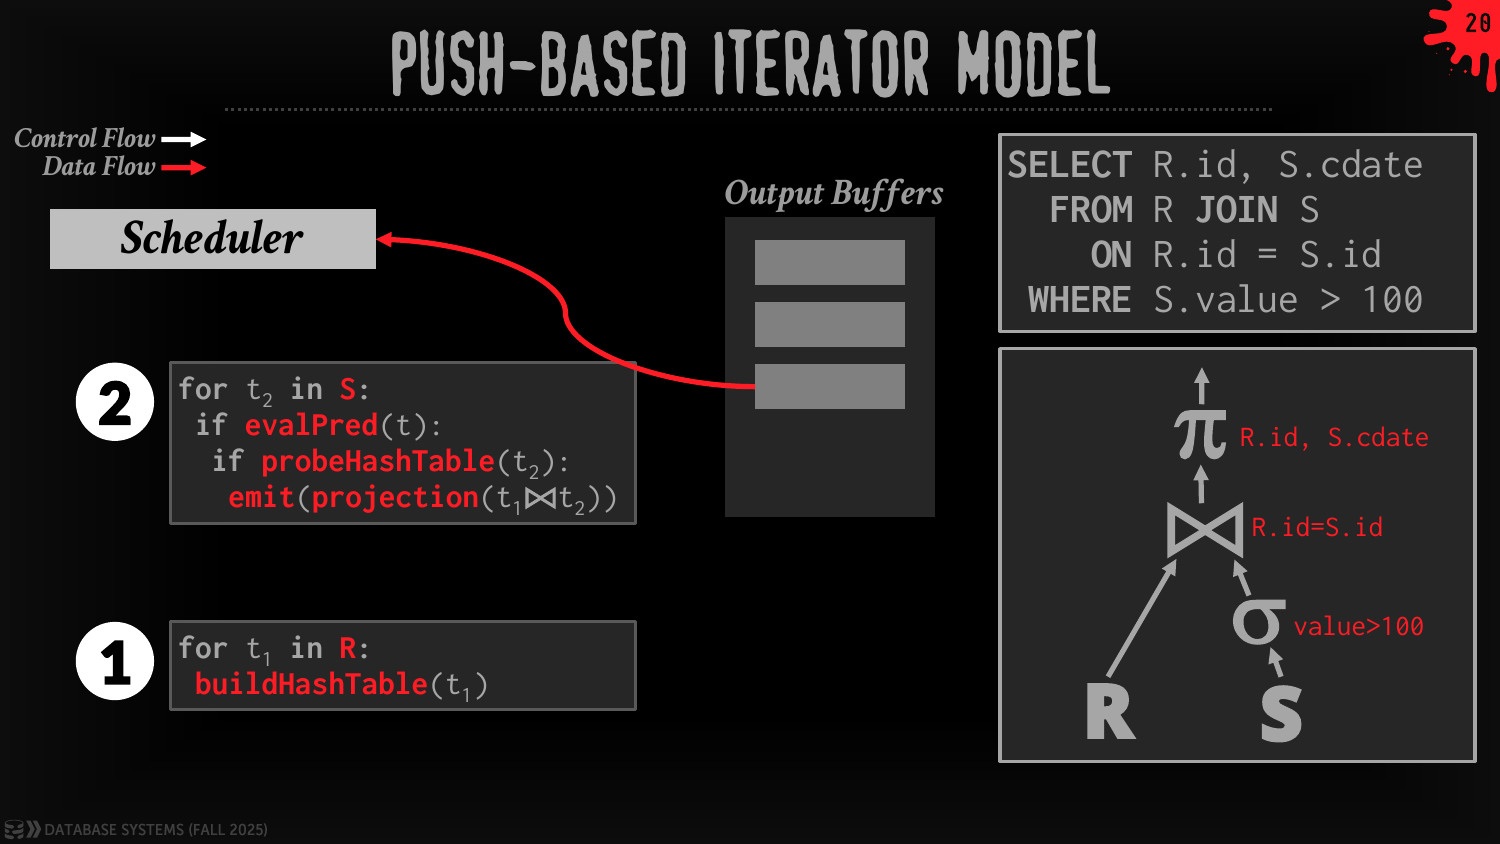 20
PUSH-BASED ITERATOR MODEL
Control Flow
Data Flow
Scheduler
Output Buffers
SELECT R.id, S.cdate
FROM R JOIN S
ON R.id = S.id
WHERE S.value > 100
2
for t₂ in S:
if evalPred(t):
if probeHashTable(t₂):
emit(projection(t₁⨝t₂))
1
for t₁ in R:
buildHashTable(t₁)
π R.id, S.cdate
⨝ R.id=S.id
σ value>100
R S
DATABASE SYSTEMS (FALL 2025)